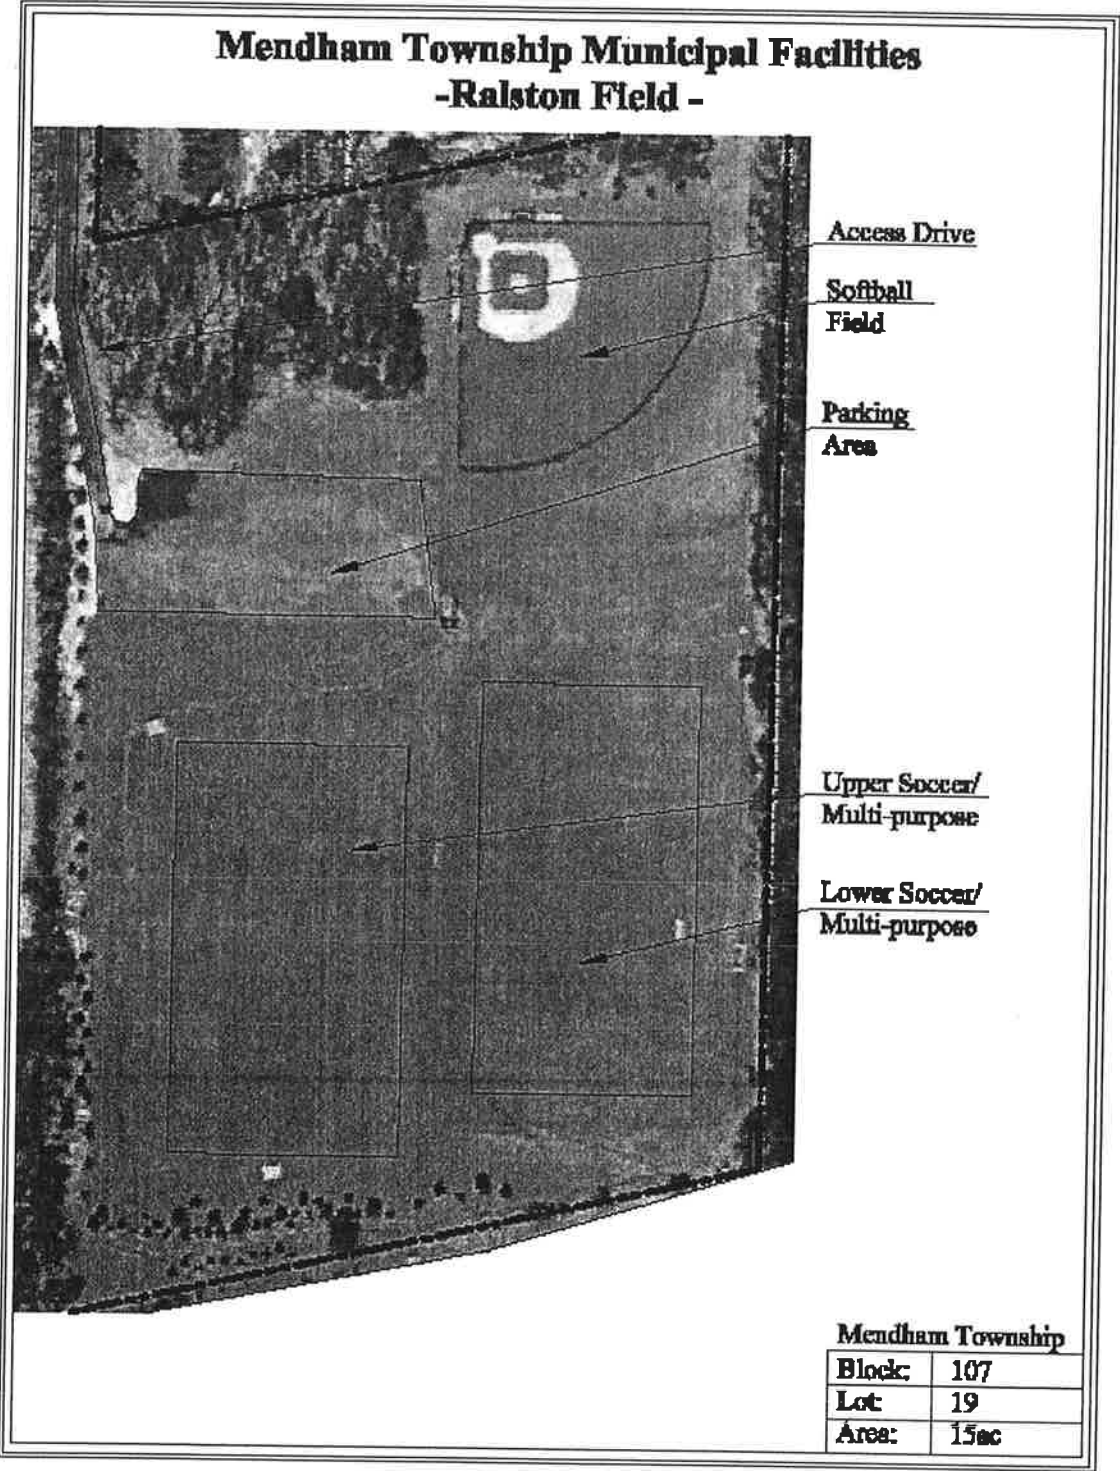 Mendham Township Municipal Facilities
-Ralston Field -
Access Drive
Softball
Field
Parking
Area
Upper Soccer/
Multi-purpose
Lower Soccer/
Multi-purpose
Mendham Township
Block: 107
Lot: 19
Area: 15ac